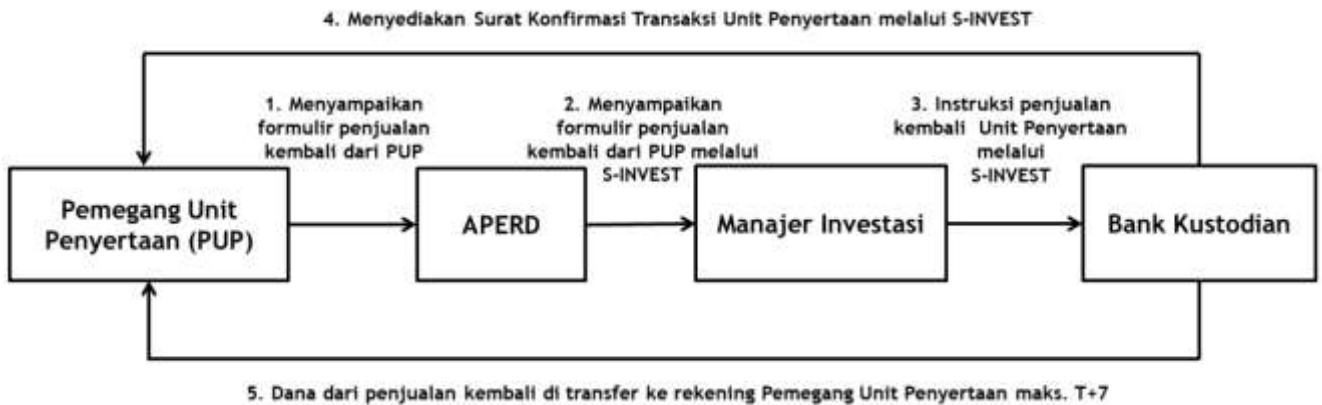 4. Menyediakan Surat Konfirmasi Transaksi Unit Penyertaan melalui S-INVEST
1. Menyampaikan
formulir penjualan
kembali dari PUP
2. Menyampaikan
formulir penjualan
kembali dari PUP melalui
S-INVEST
3. Instruksi penjualan
kembali Unit Penyertaan
melalui
S-INVEST
Pemegang Unit
Penyertaan (PUP)
APERD
Manajer Investasi
Bank Kustodian
5. Dana dari penjualan kembali di transfer ke rekening Pemegang Unit Penyertaan maks. T+7